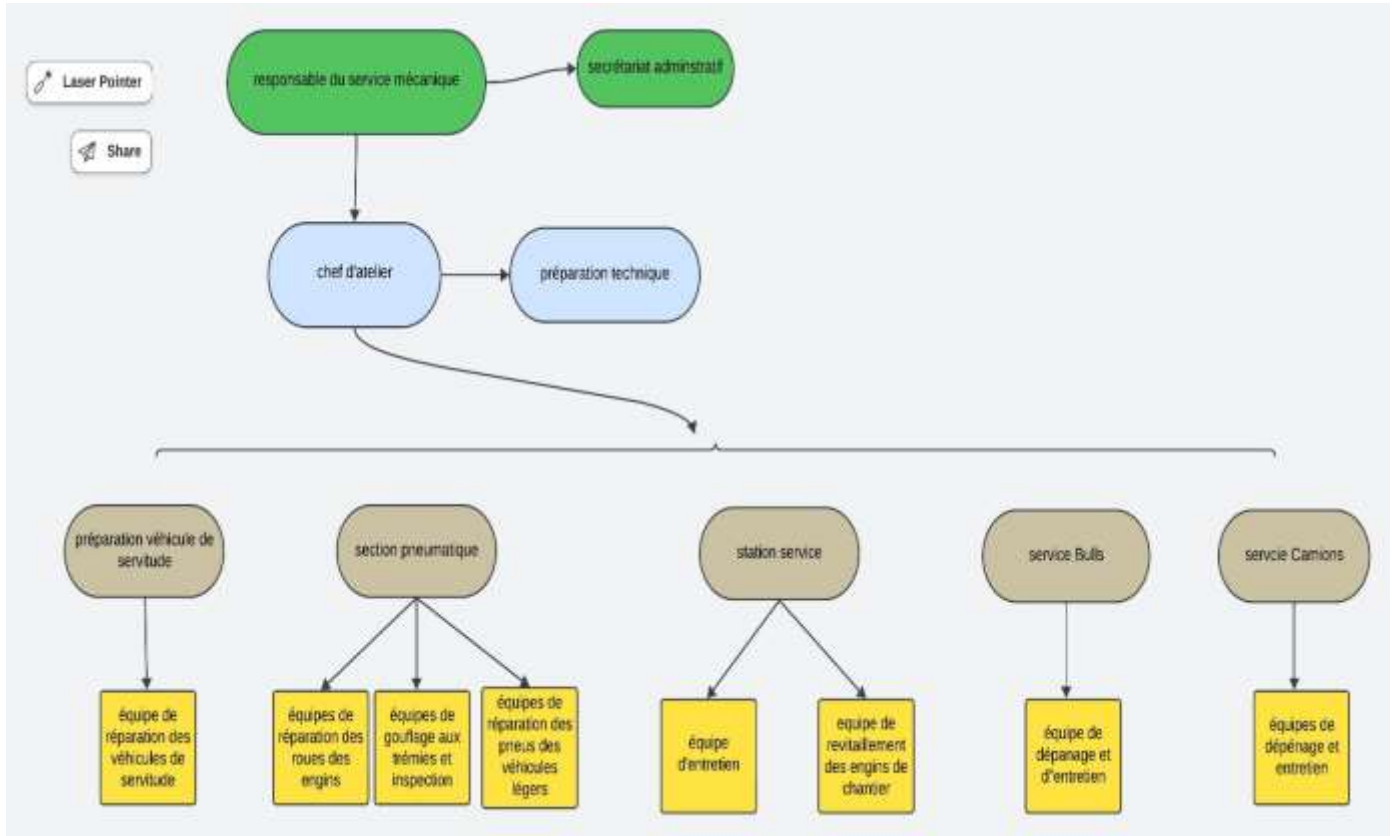 responsable du service mécanique
secrétariat adminstratif
Laser Pointer
Share
chef d'atelier
préparation technique
préparation véhicule de
servitude
section pneumatique
station service
service Bulls
servcie Camions
équipe de
réparation des
véhicules de
servitude
équipes de
réparation des
roues des
engins
équipes de
gouflage aux
trémies et
inspection
équipes de
réparation des
pneus des
véhicules
légers
équipe
d'entretien
equipe de
revitaillement
des engins de
chantier
équipe de
dépanage et
d'entretien
équipes de
dépénage et
entretien